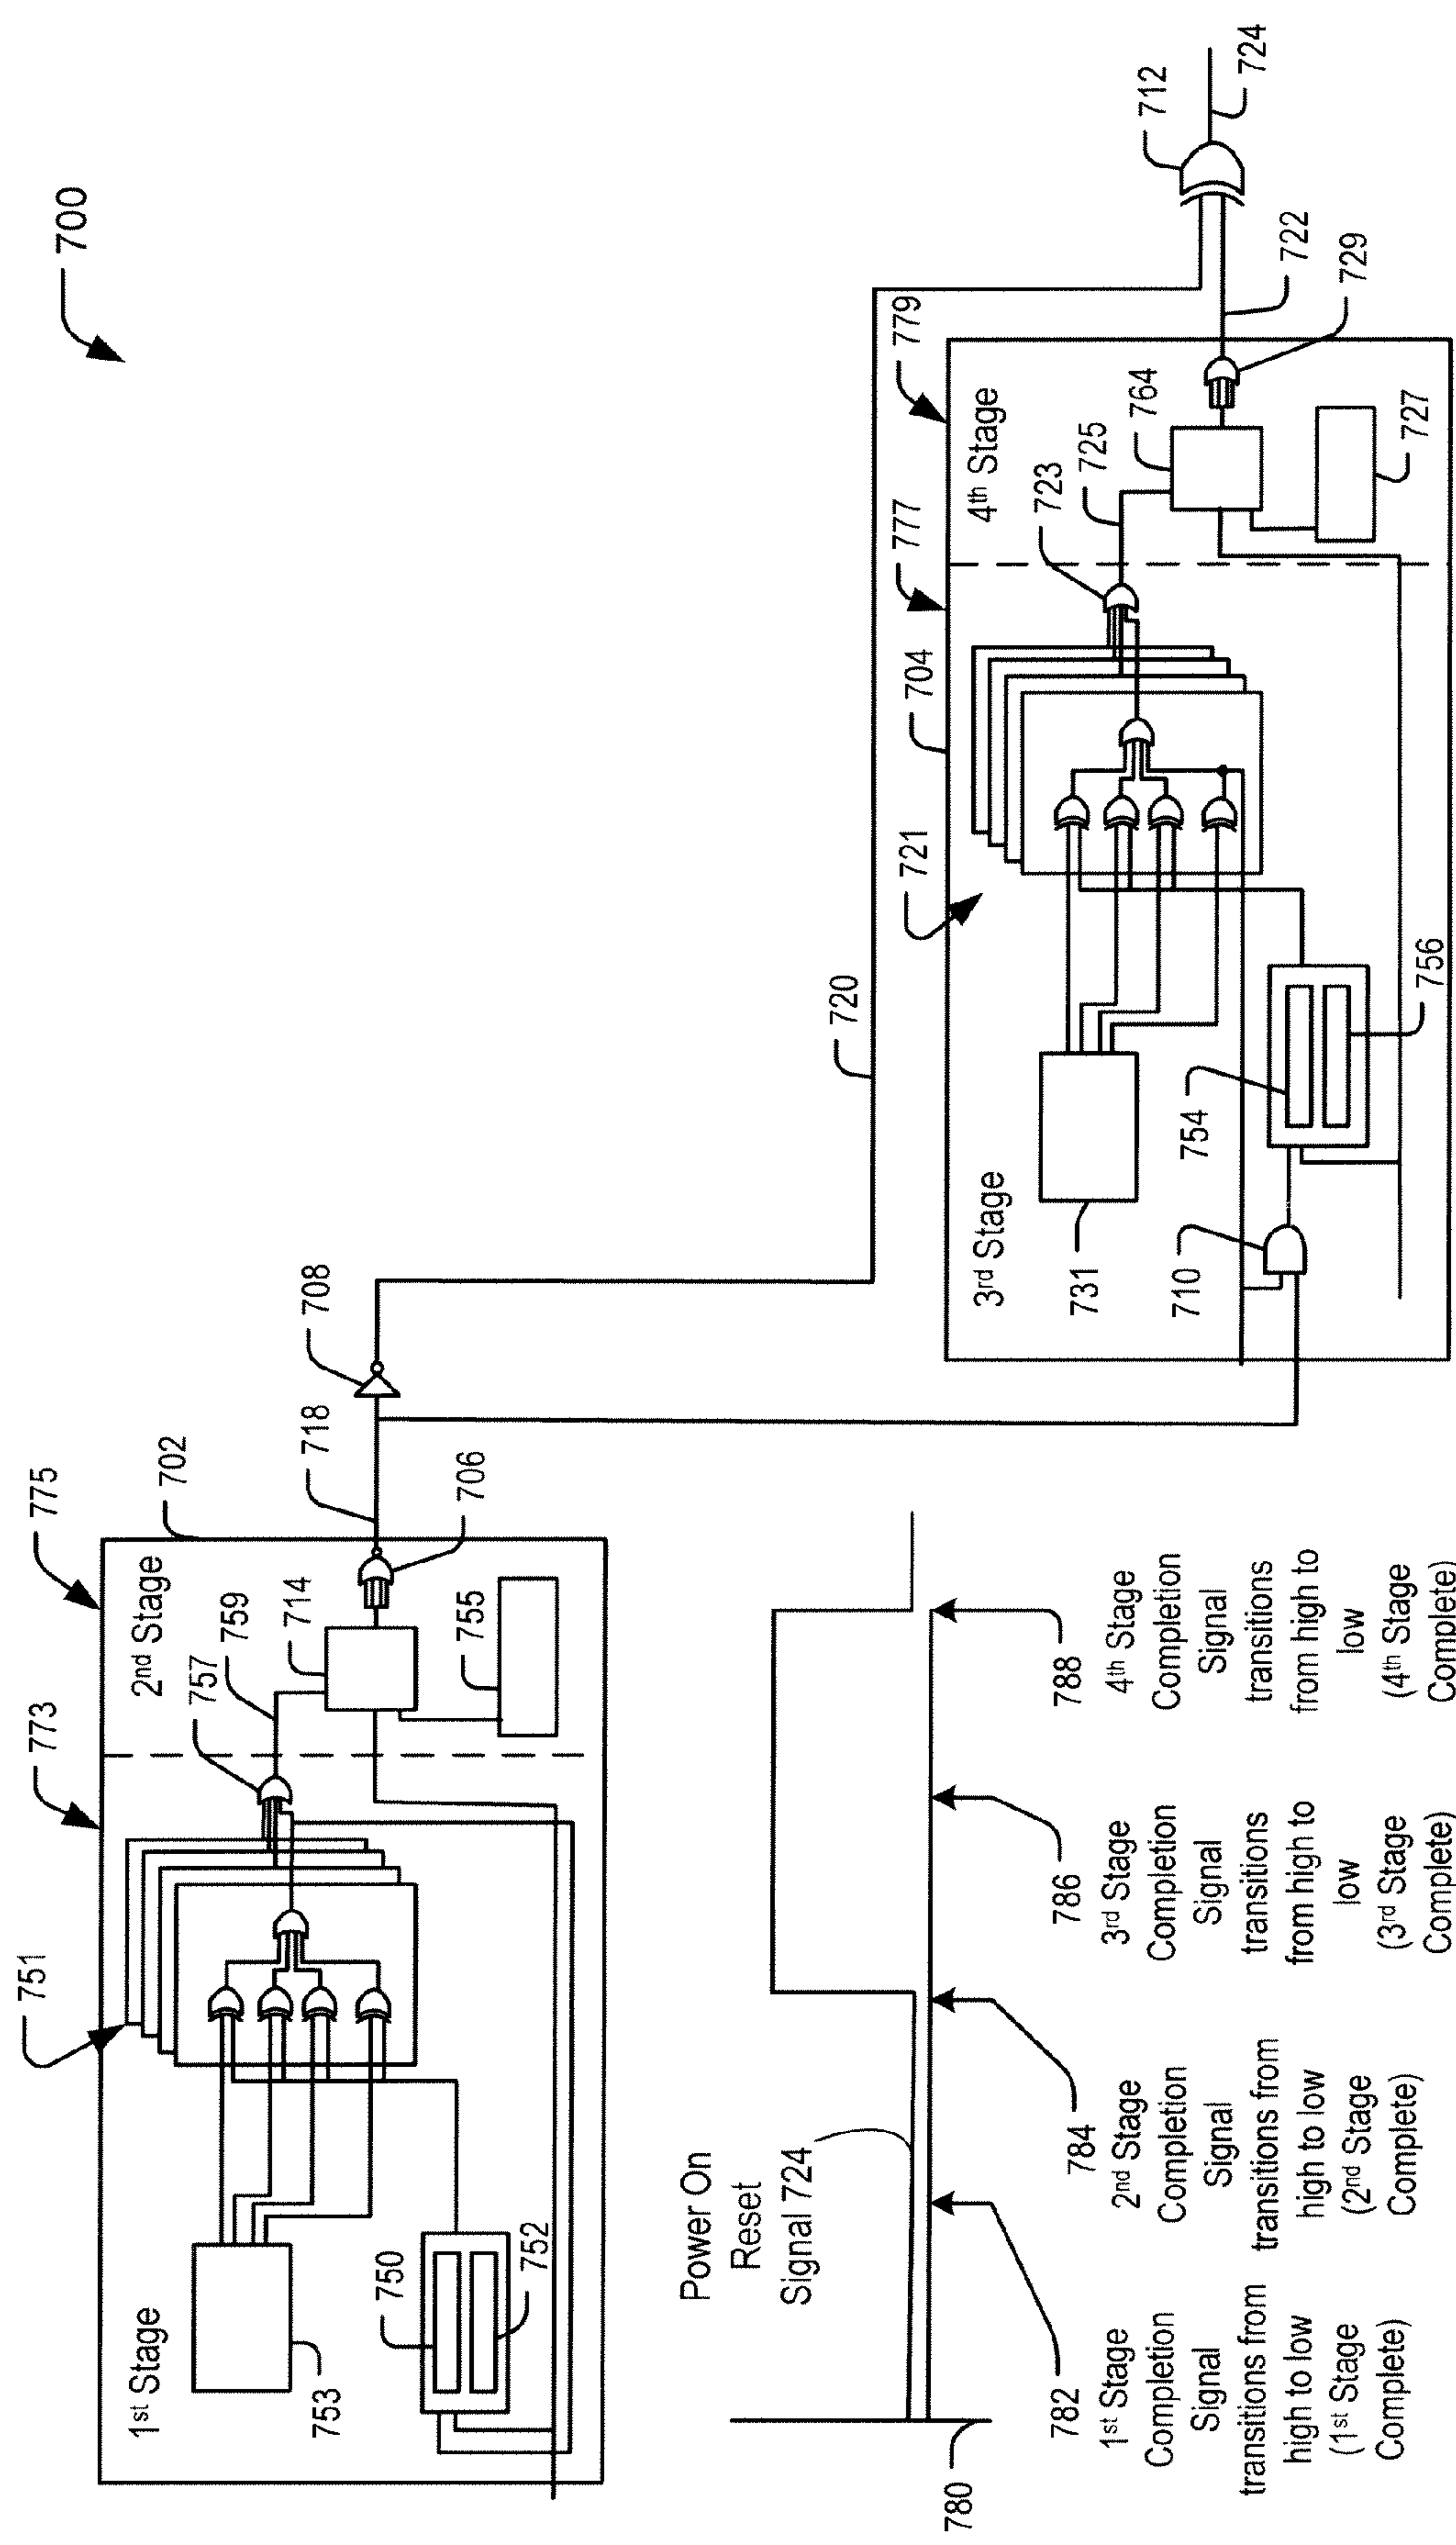 700
775
773
702
751
1st Stage
2nd Stage
757
759
714
706
755
753
750
752
718
708
720
712
724
722
729
779
777
704
721
3rd Stage
4th Stage
723
725
764
727
731
710
754
756
Power On
Reset
Signal 724
780
782
1st Stage
Completion
Signal
transitions from
high to low
(1st Stage
Complete)
784
2nd Stage
Completion
Signal
transitions from
high to low
(2nd Stage
Complete)
786
3rd Stage
Completion
Signal
transitions
from high to
low
(3rd Stage
Complete)
788
4th Stage
Completion
Signal
transitions
from high to
low
(4th Stage
Complete)